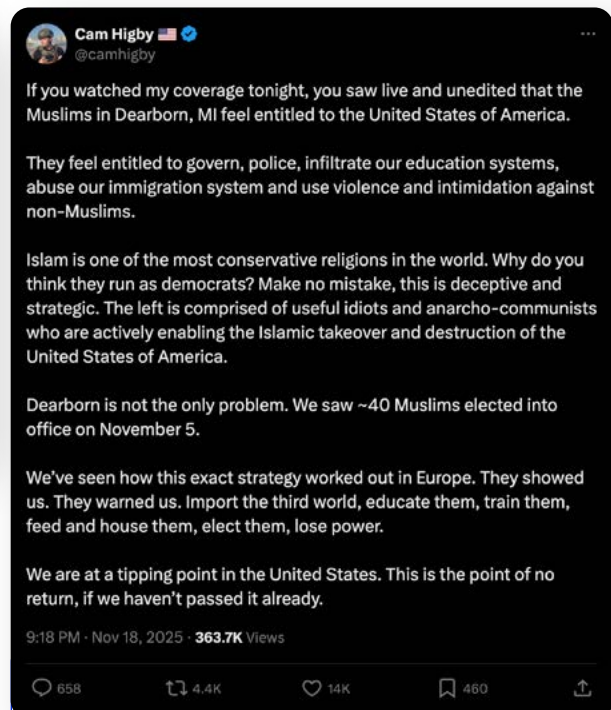 Cam Higby 🇺🇸
@camhigby
If you watched my coverage tonight, you saw live and unedited that the
Muslims in Dearborn, MI feel entitled to the United States of America.
They feel entitled to govern, police, infiltrate our education systems,
abuse our immigration system and use violence and intimidation against
non-Muslims.
Islam is one of the most conservative religions in the world. Why do you
think they run as democrats? Make no mistake, this is deceptive and
strategic. The left is comprised of useful idiots and anarcho-communists
who are actively enabling the Islamic takeover and destruction of the
United States of America.
Dearborn is not the only problem. We saw ~40 Muslims elected into
office on November 5.
We’ve seen how this exact strategy worked out in Europe. They showed
us. They warned us. Import the third world, educate them, train them,
feed and house them, elect them, lose power.
We are at a tipping point in the United States. This is the point of no
return, if we haven’t passed it already.
9:18 PM · Nov 18, 2025 · 363.7K Views
658 4.4K 14K 460